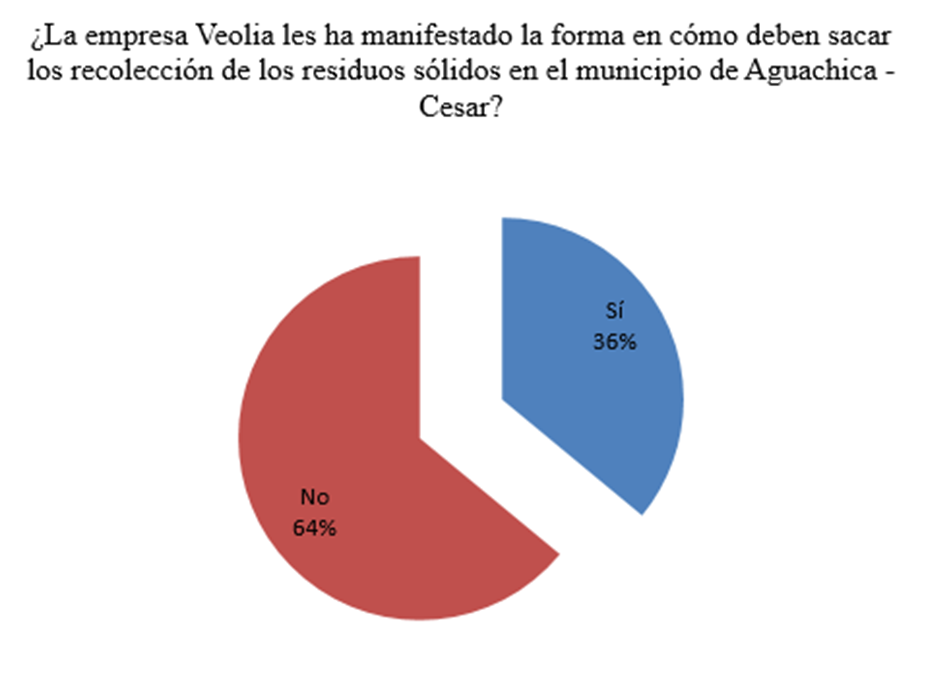 ¿La empresa Veolia les ha manifestado la forma en cómo deben sacar
los recolección de los residuos sólidos en el municipio de Aguachica -
Cesar?
Sí
36%
No
64%